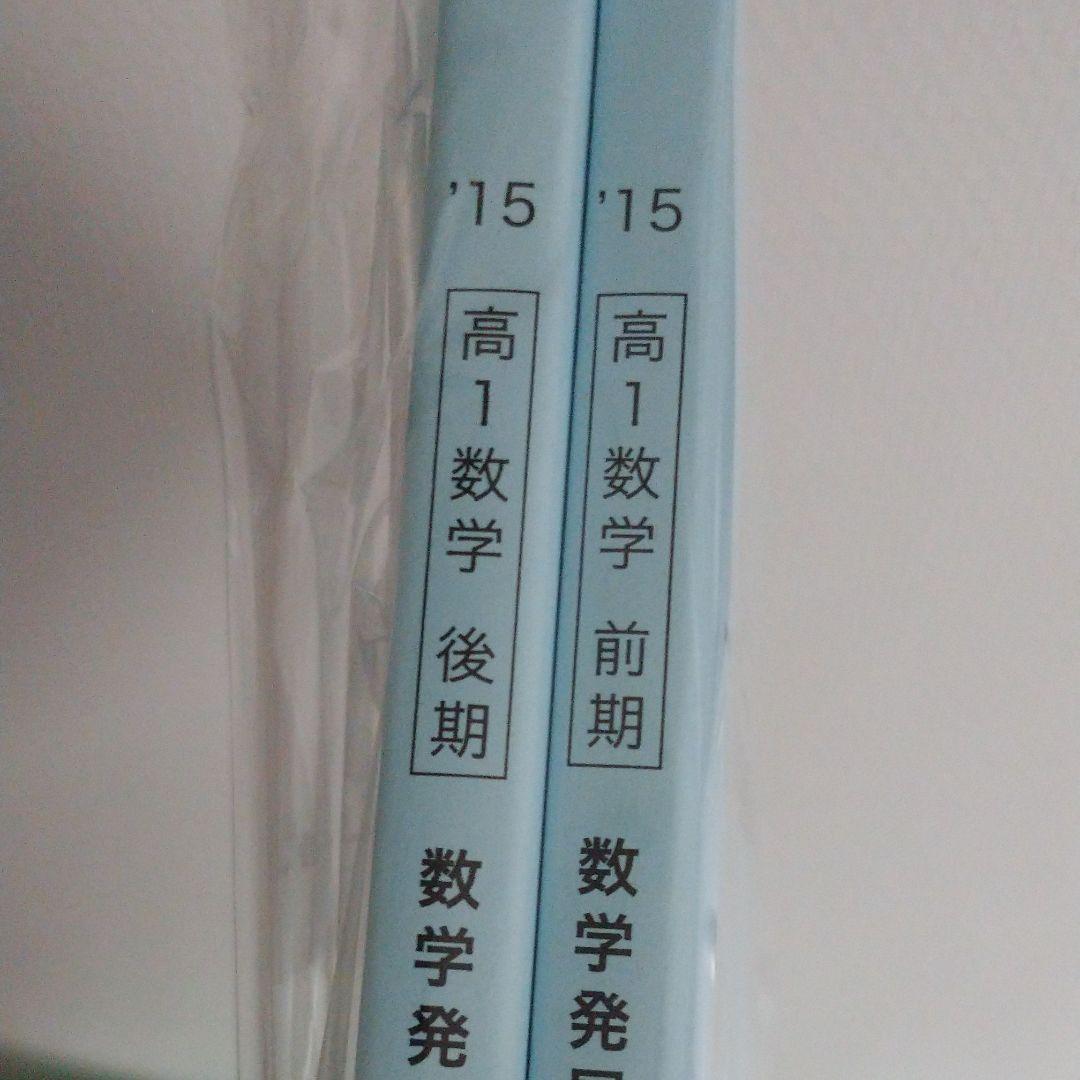 ’15
高1数学 後期
数学発
’15
高1数学 前期
数学発